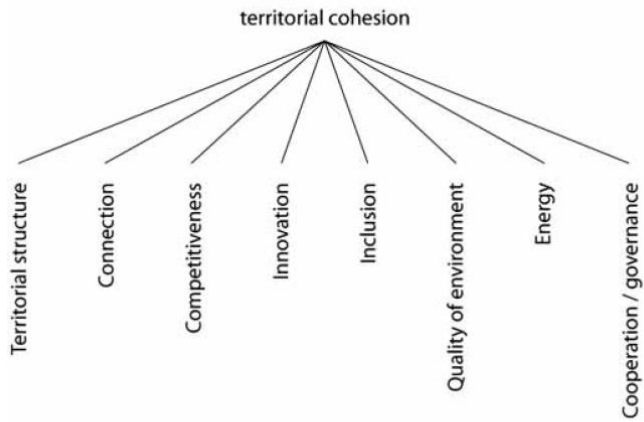 territorial cohesion
Territorial structure
Connection
Competitiveness
Innovation
Inclusion
Quality of environment
Energy
Cooperation / governance